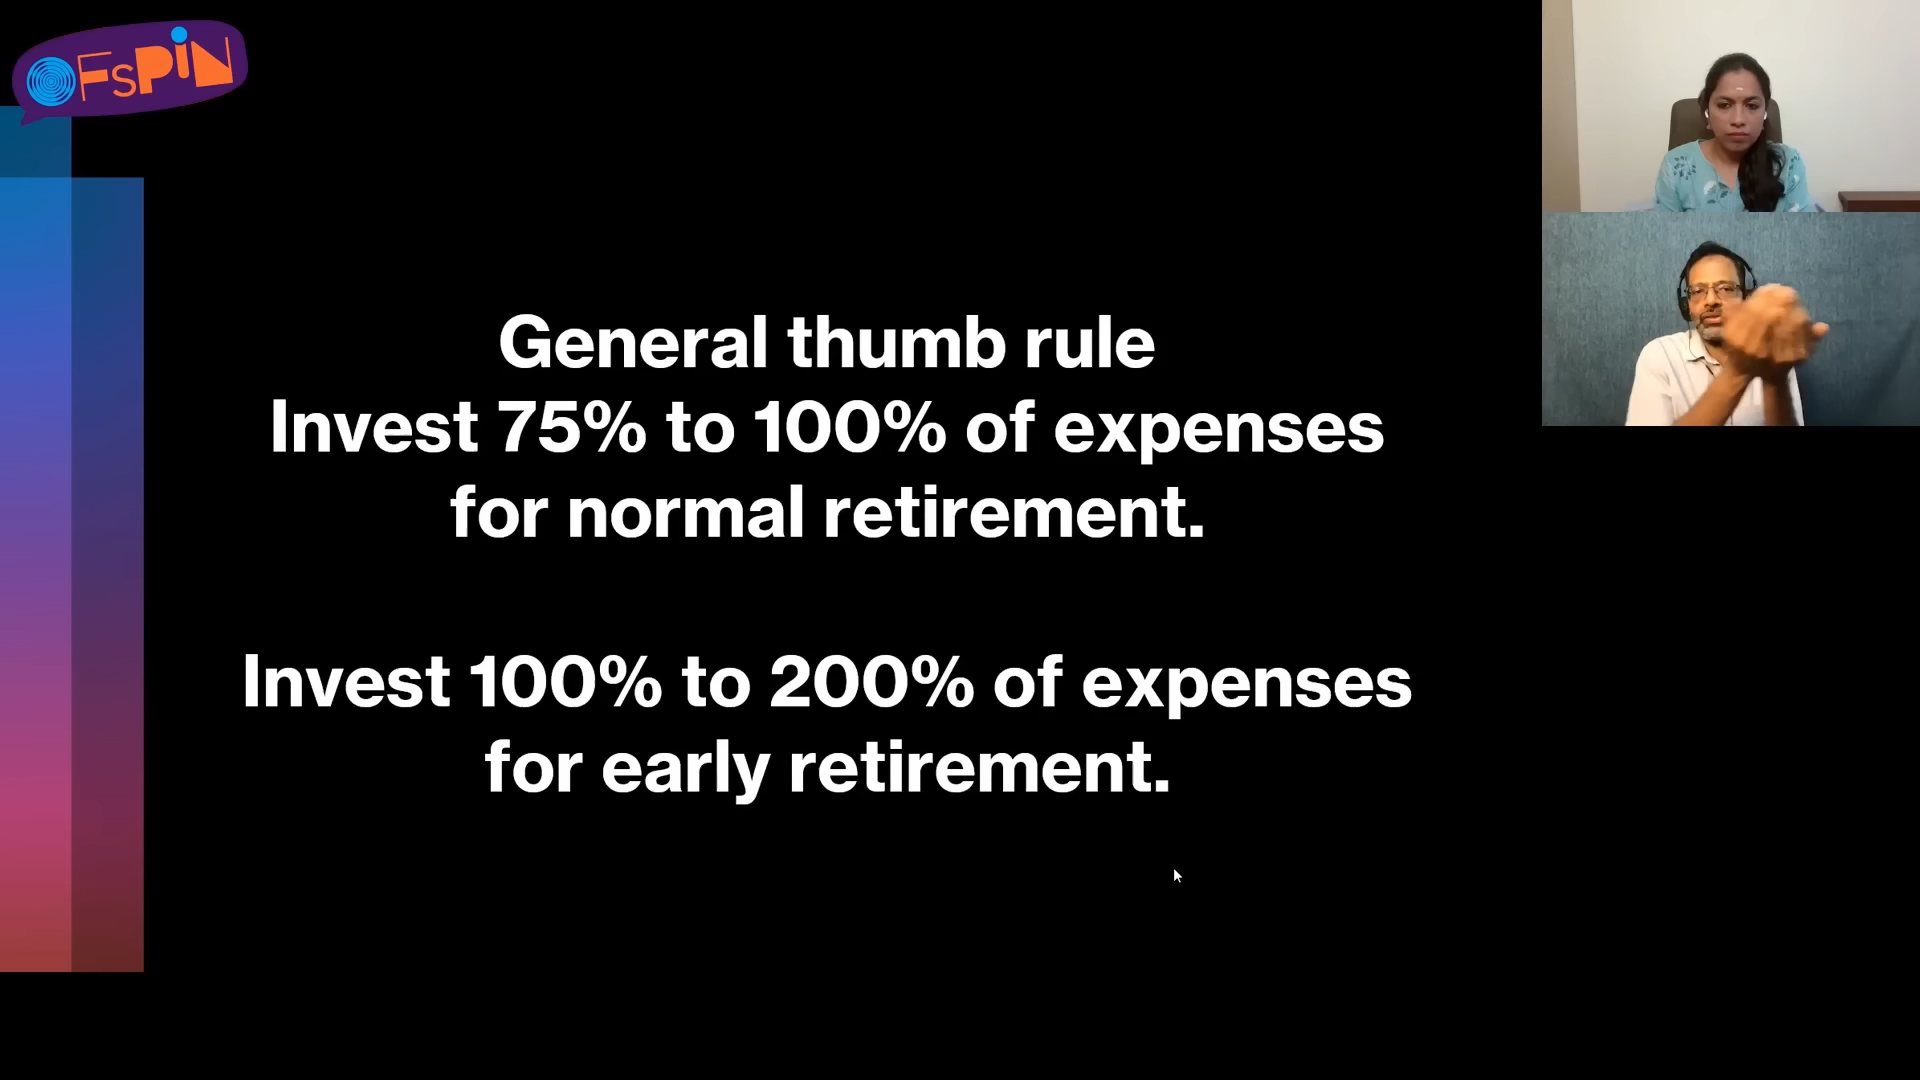 OFsPiN
General thumb rule
Invest 75% to 100% of expenses
for normal retirement.
Invest 100% to 200% of expenses
for early retirement.